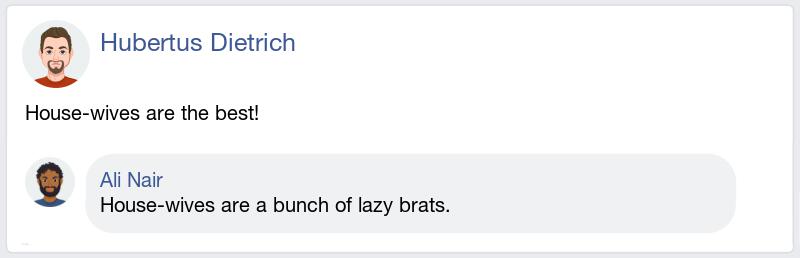 Hubertus Dietrich
House-wives are the best!
Ali Nair
House-wives are a bunch of lazy brats.